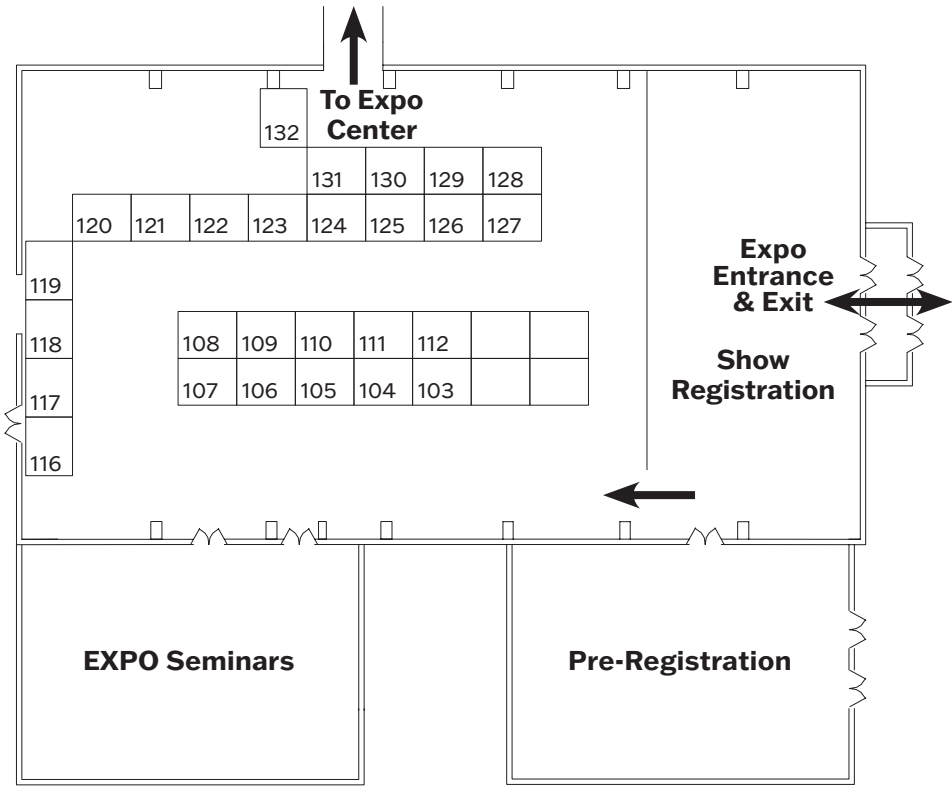 To Expo
Center
132
131 130 129 128
120 121 122 123 124 125 126 127
Expo
Entrance
& Exit
119
118
108 109 110 111 112
Show
Registration
117
107 106 105 104 103
116
EXPO Seminars
Pre-Registration